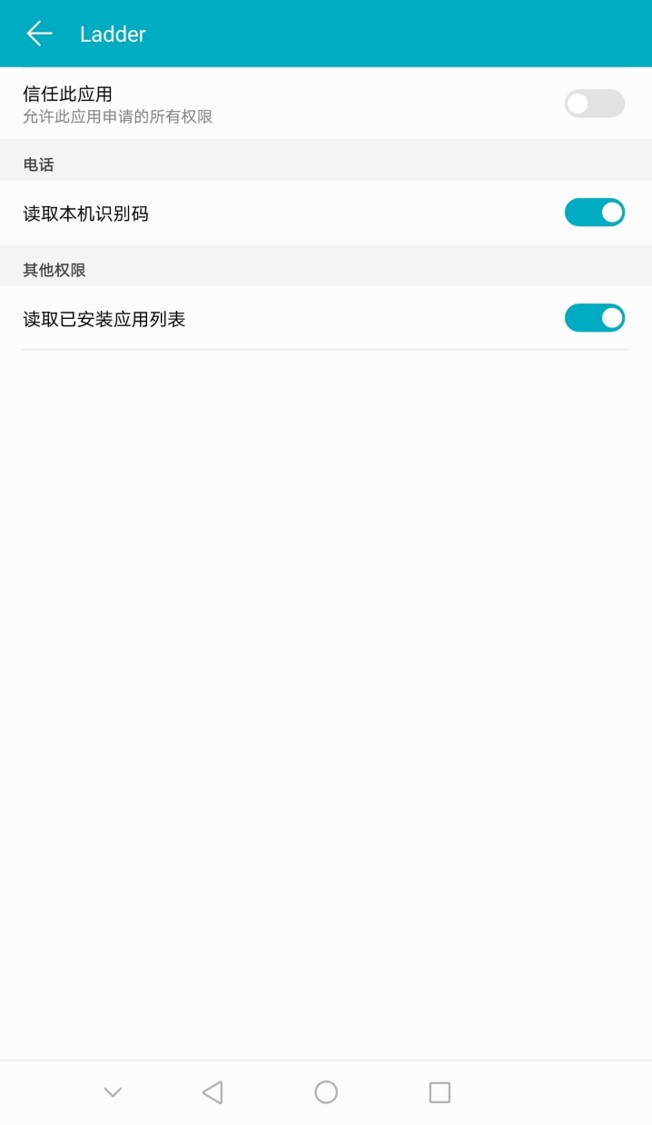 Ladder
信任此应用
允许此应用申请的所有权限
电话
读取本机识别码
其他权限
读取已安装应用列表